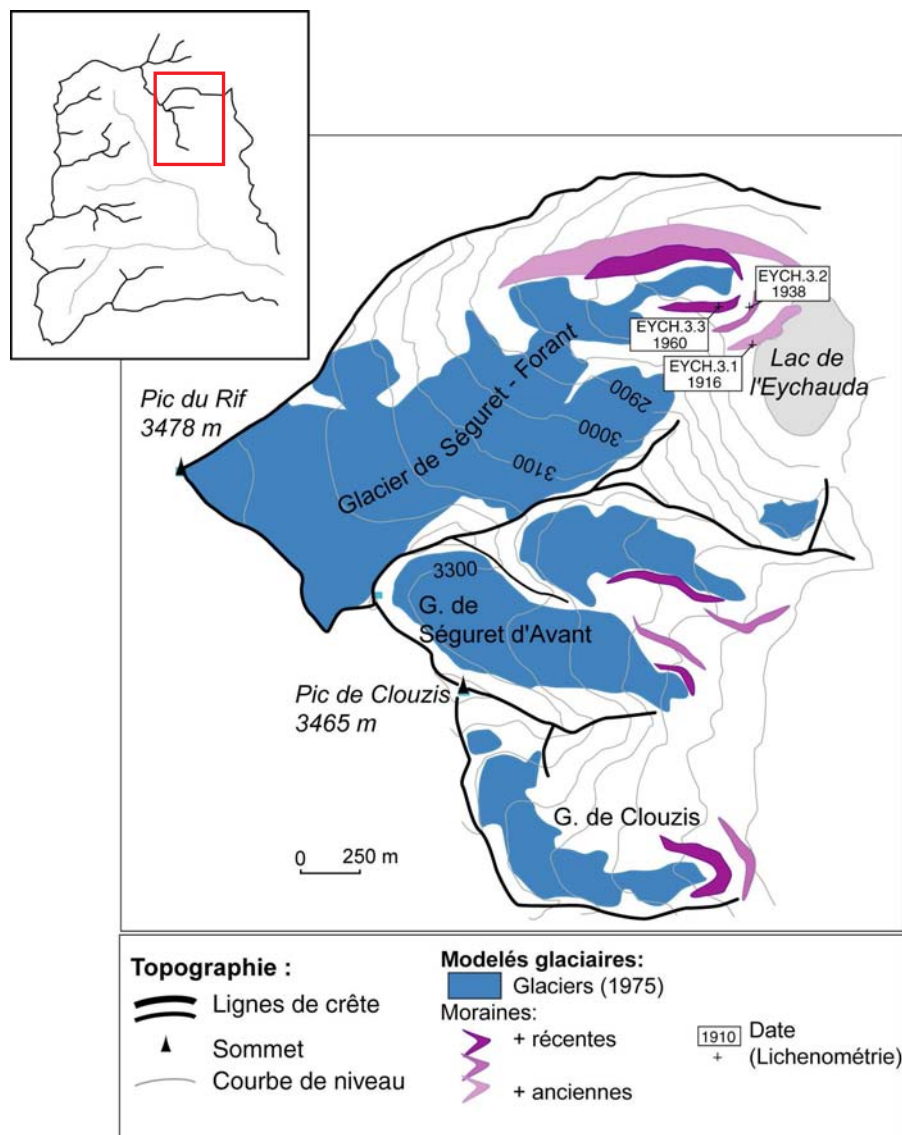 EYCH.3.2
1938
EYCH.3.3
1960
EYCH.3.1
1916
Lac de
l'Eychauda
Pic du Rif
3478 m
Glacier de Séguret - Forant
2900
3000
3100
3300
G. de
Séguret d'Avant
Pic de Clouzis
3465 m
G. de Clouzis
0 250 m
Topographie :
Lignes de crête
Sommet
Courbe de niveau
Modelés glaciaires:
Glaciers (1975)
Moraines:
+ récentes
+ anciennes
1910 Date
(Lichenométrie)